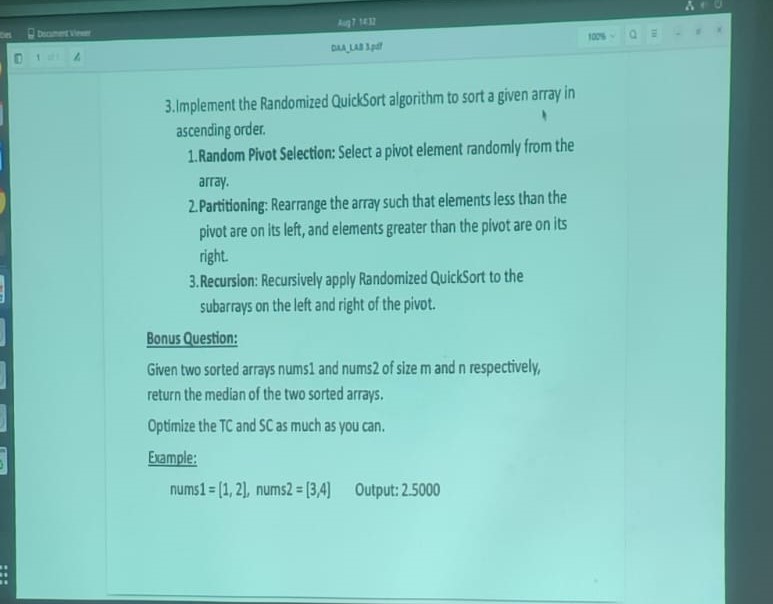 Document Viewer
Aug 7 14:32
DAA_LAB 3.pdf
1
100%
3.Implement the Randomized QuickSort algorithm to sort a given array in
ascending order.
1.Random Pivot Selection: Select a pivot element randomly from the
array.
2.Partitioning: Rearrange the array such that elements less than the
pivot are on its left, and elements greater than the pivot are on its
right.
3.Recursion: Recursively apply Randomized QuickSort to the
subarrays on the left and right of the pivot.
Bonus Question:
Given two sorted arrays nums1 and nums2 of size m and n respectively,
return the median of the two sorted arrays.
Optimize the TC and SC as much as you can.
Example:
nums1 = [1, 2], nums2 = [3,4] Output: 2.5000